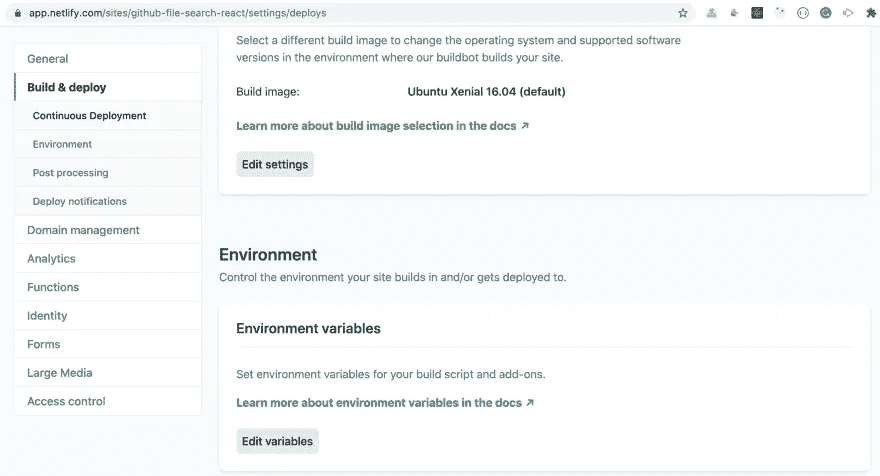 app.netlify.com/sites/github-file-search-react/settings/deploys
General
Build & deploy
Continuous Deployment
Environment
Post processing
Deploy notifications
Domain management
Analytics
Functions
Identity
Forms
Large Media
Access control
Select a different build image to change the operating system and supported software
versions in the environment where our buildbot builds your site.
Build image: Ubuntu Xenial 16.04 (default)
Learn more about build image selection in the docs ↗
Edit settings
Environment
Control the environment your site builds in and/or gets deployed to.
Environment variables
Set environment variables for your build script and add-ons.
Learn more about environment variables in the docs ↗
Edit variables